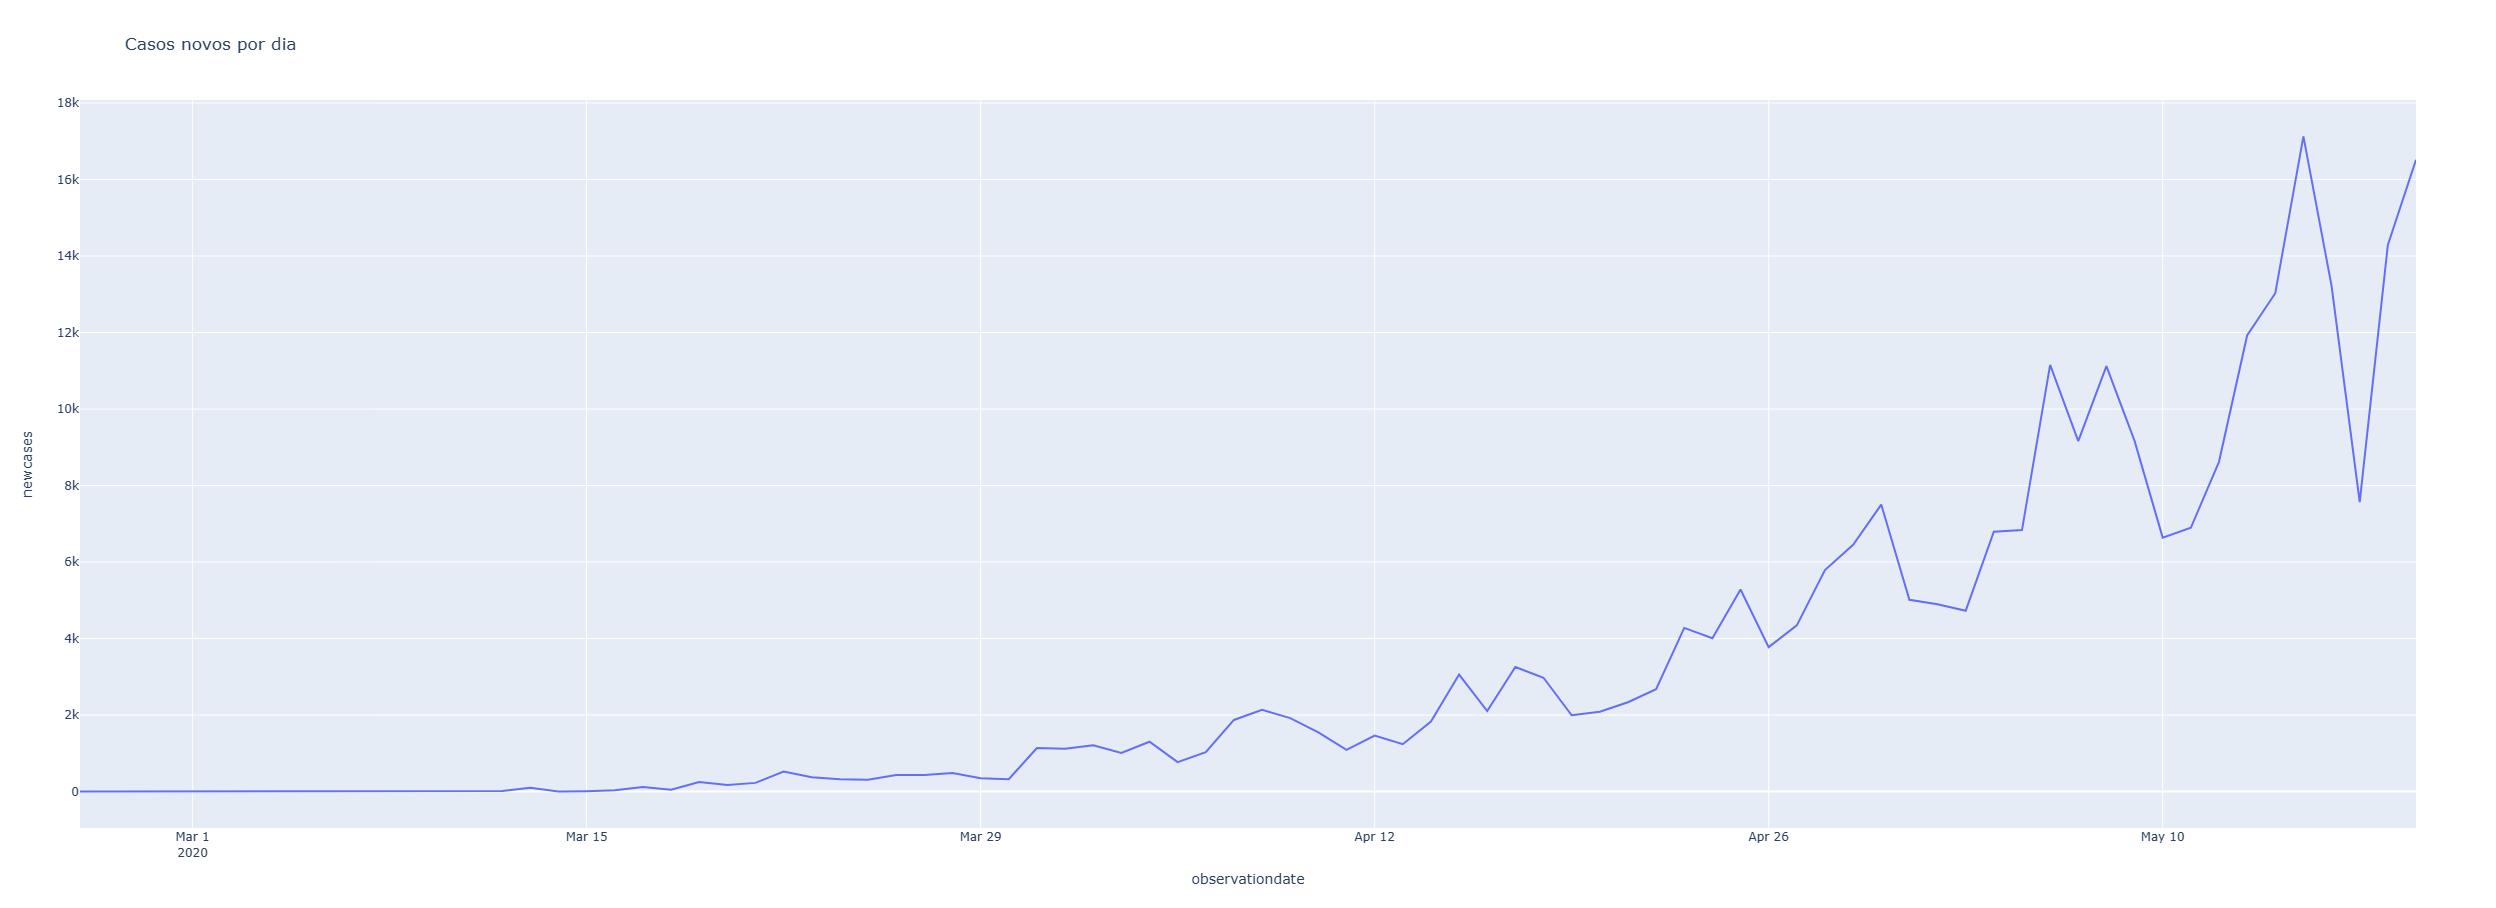 Casos novos por dia
18k
16k
14k
12k
10k
8k
6k
4k
2k
0
newcases
Mar 1
2020
Mar 15
Mar 29
Apr 12
Apr 26
May 10
observationdate